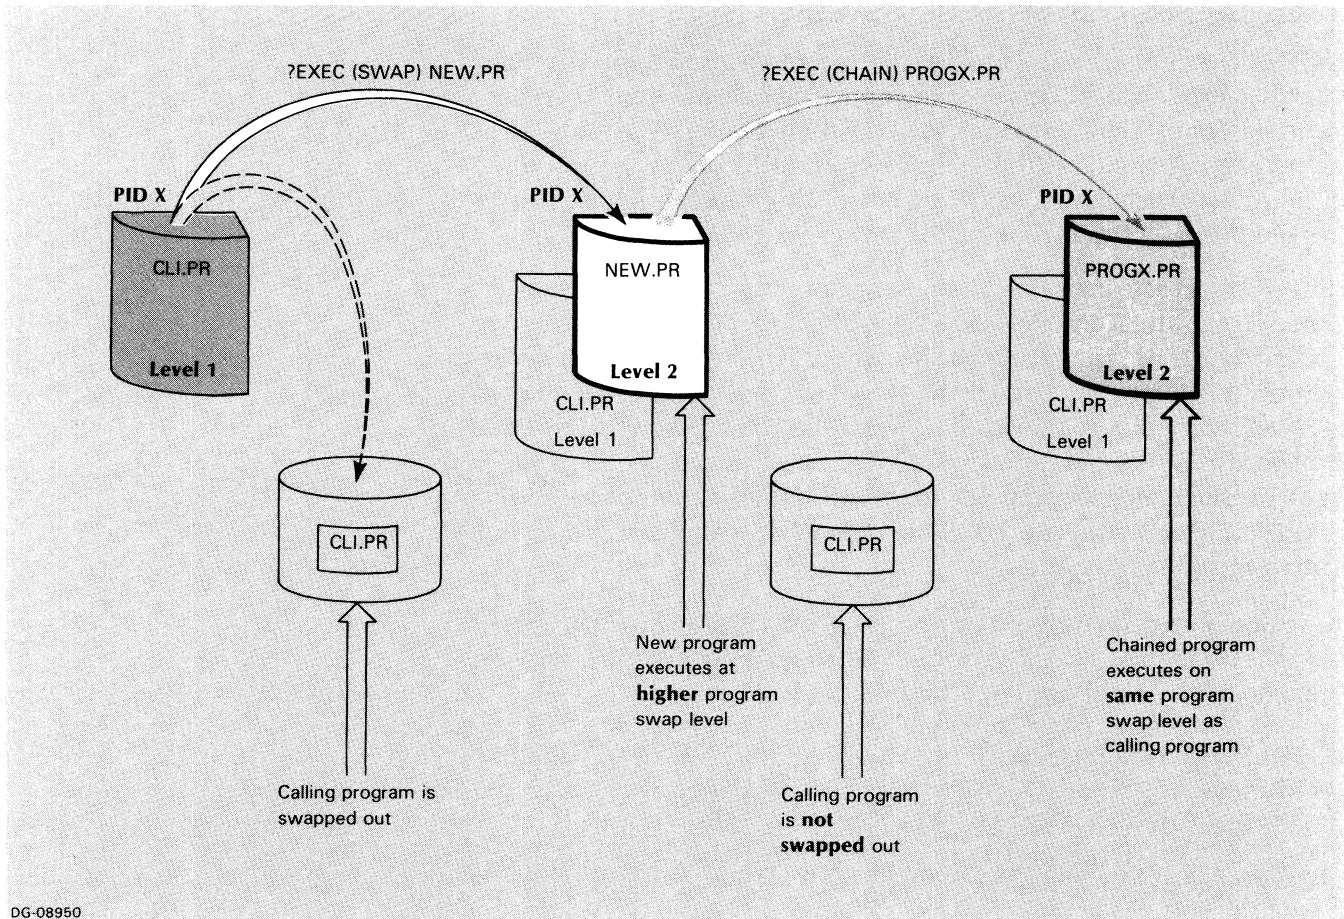 ?EXEC (SWAP) NEW.PR
?EXEC (CHAIN) PROGX.PR
PID X
PID X
PID X
CLI.PR
NEW.PR
PROGX.PR
Level 1
Level 2
Level 2
CLI.PR
CLI.PR
Level 1
Level 1
CLI.PR
CLI.PR
New program
executes at
higher program
swap level
Chained program
executes on
same program
swap level as
calling program
Calling program is
swapped out
Calling program
is not
swapped out
DG-08950